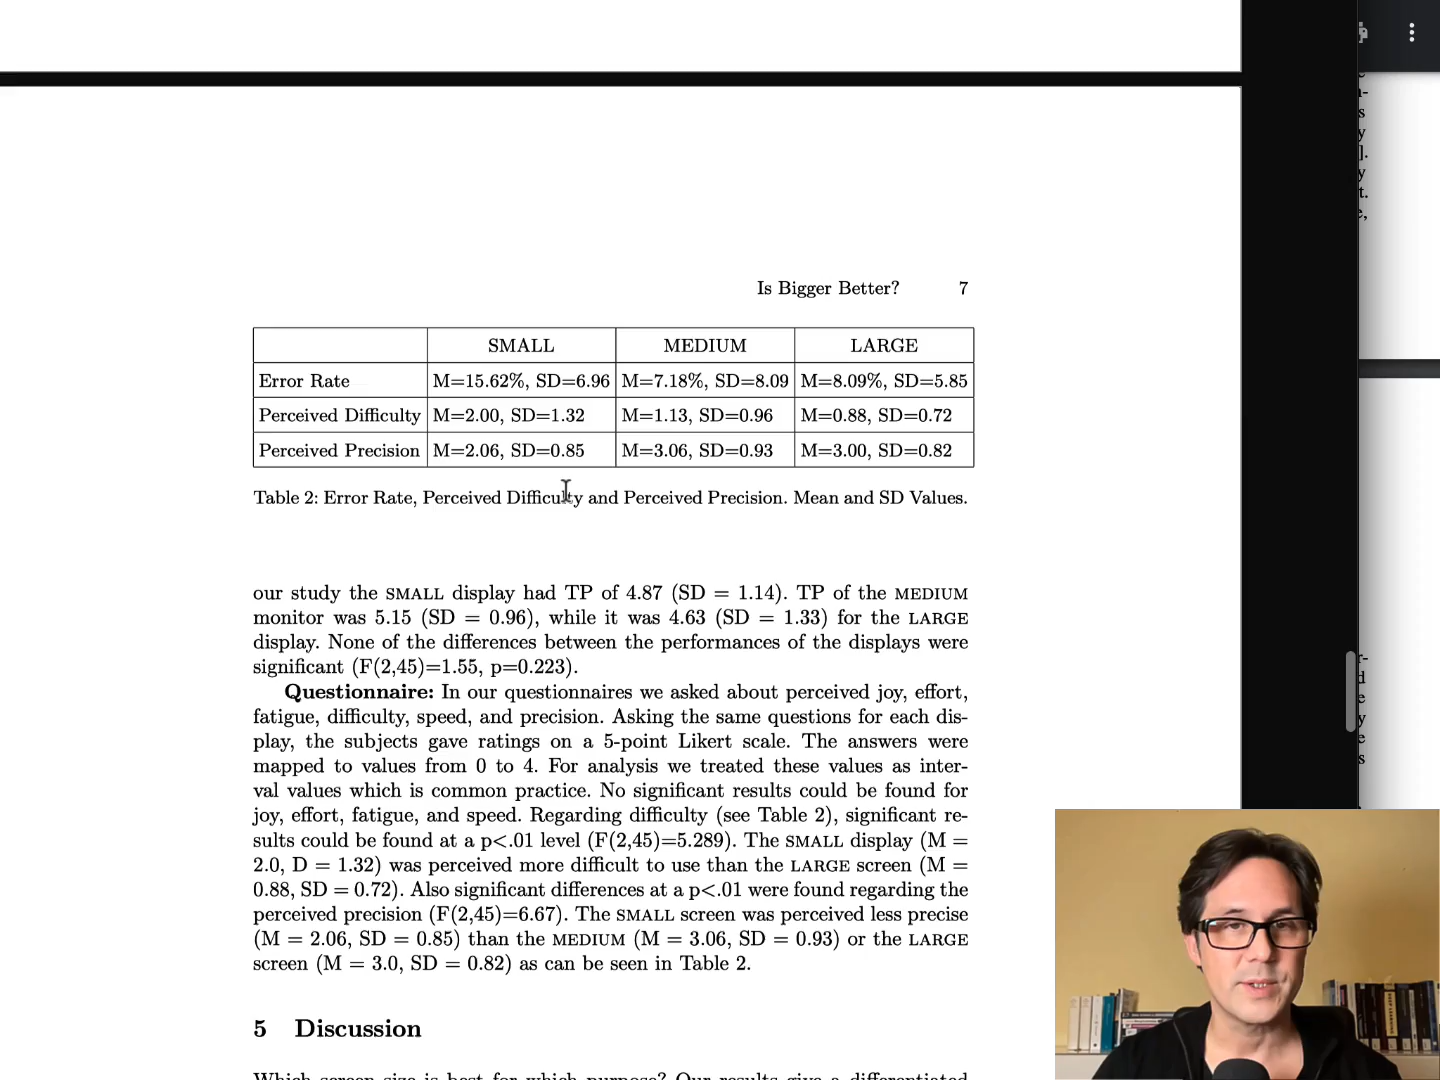 Is Bigger Better? 7
SMALL MEDIUM LARGE
Error Rate M=15.62%, SD=6.96 M=7.18%, SD=8.09 M=8.09%, SD=5.85
Perceived Difficulty M=2.00, SD=1.32 M=1.13, SD=0.96 M=0.88, SD=0.72
Perceived Precision M=2.06, SD=0.85 M=3.06, SD=0.93 M=3.00, SD=0.82
Table 2: Error Rate, Perceived Difficulty and Perceived Precision. Mean and SD Values.
our study the SMALL display had TP of 4.87 (SD = 1.14). TP of the MEDIUM
monitor was 5.15 (SD = 0.96), while it was 4.63 (SD = 1.33) for the LARGE
display. None of the differences between the performances of the displays were
significant (F(2,45)=1.55, p=0.223).
Questionnaire: In our questionnaires we asked about perceived joy, effort,
fatigue, difficulty, speed, and precision. Asking the same questions for each dis-
play, the subjects gave ratings on a 5-point Likert scale. The answers were
mapped to values from 0 to 4. For analysis we treated these values as inter-
val values which is common practice. No significant results could be found for
joy, effort, fatigue, and speed. Regarding difficulty (see Table 2), significant re-
sults could be found at a p<.01 level (F(2,45)=5.289). The SMALL display (M =
2.0, D = 1.32) was perceived more difficult to use than the LARGE screen (M =
0.88, SD = 0.72). Also significant differences at a p<.01 were found regarding the
perceived precision (F(2,45)=6.67). The SMALL screen was perceived less precise
(M = 2.06, SD = 0.85) than the MEDIUM (M = 3.06, SD = 0.93) or the LARGE
screen (M = 3.0, SD = 0.82) as can be seen in Table 2.
5 Discussion
Which screen size is best for which purpose? Our results give a differentiated